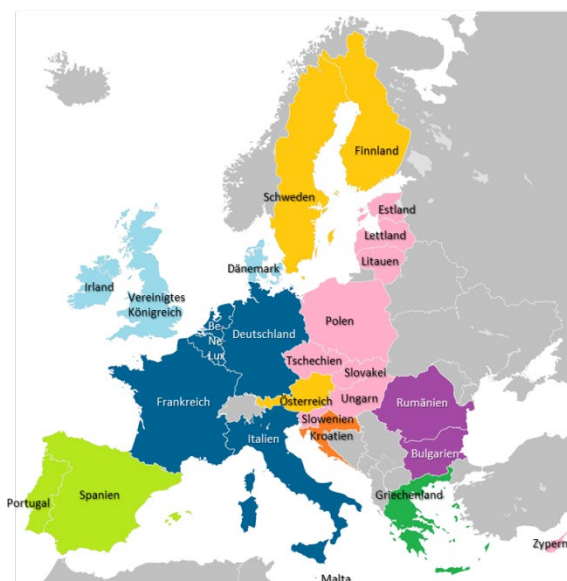 Finnland
Schweden
Estland
Lettland
Litauen
Dänemark
Irland
Vereinigtes
Königreich
Be
Ne
Lux
Deutschland
Polen
Tschechien
Slovakei
Österreich
Ungarn
Frankreich
Slowenien
Kroatien
Italien
Rumänien
Bulgarien
Portugal
Spanien
Griechenland
Zypern
Malta